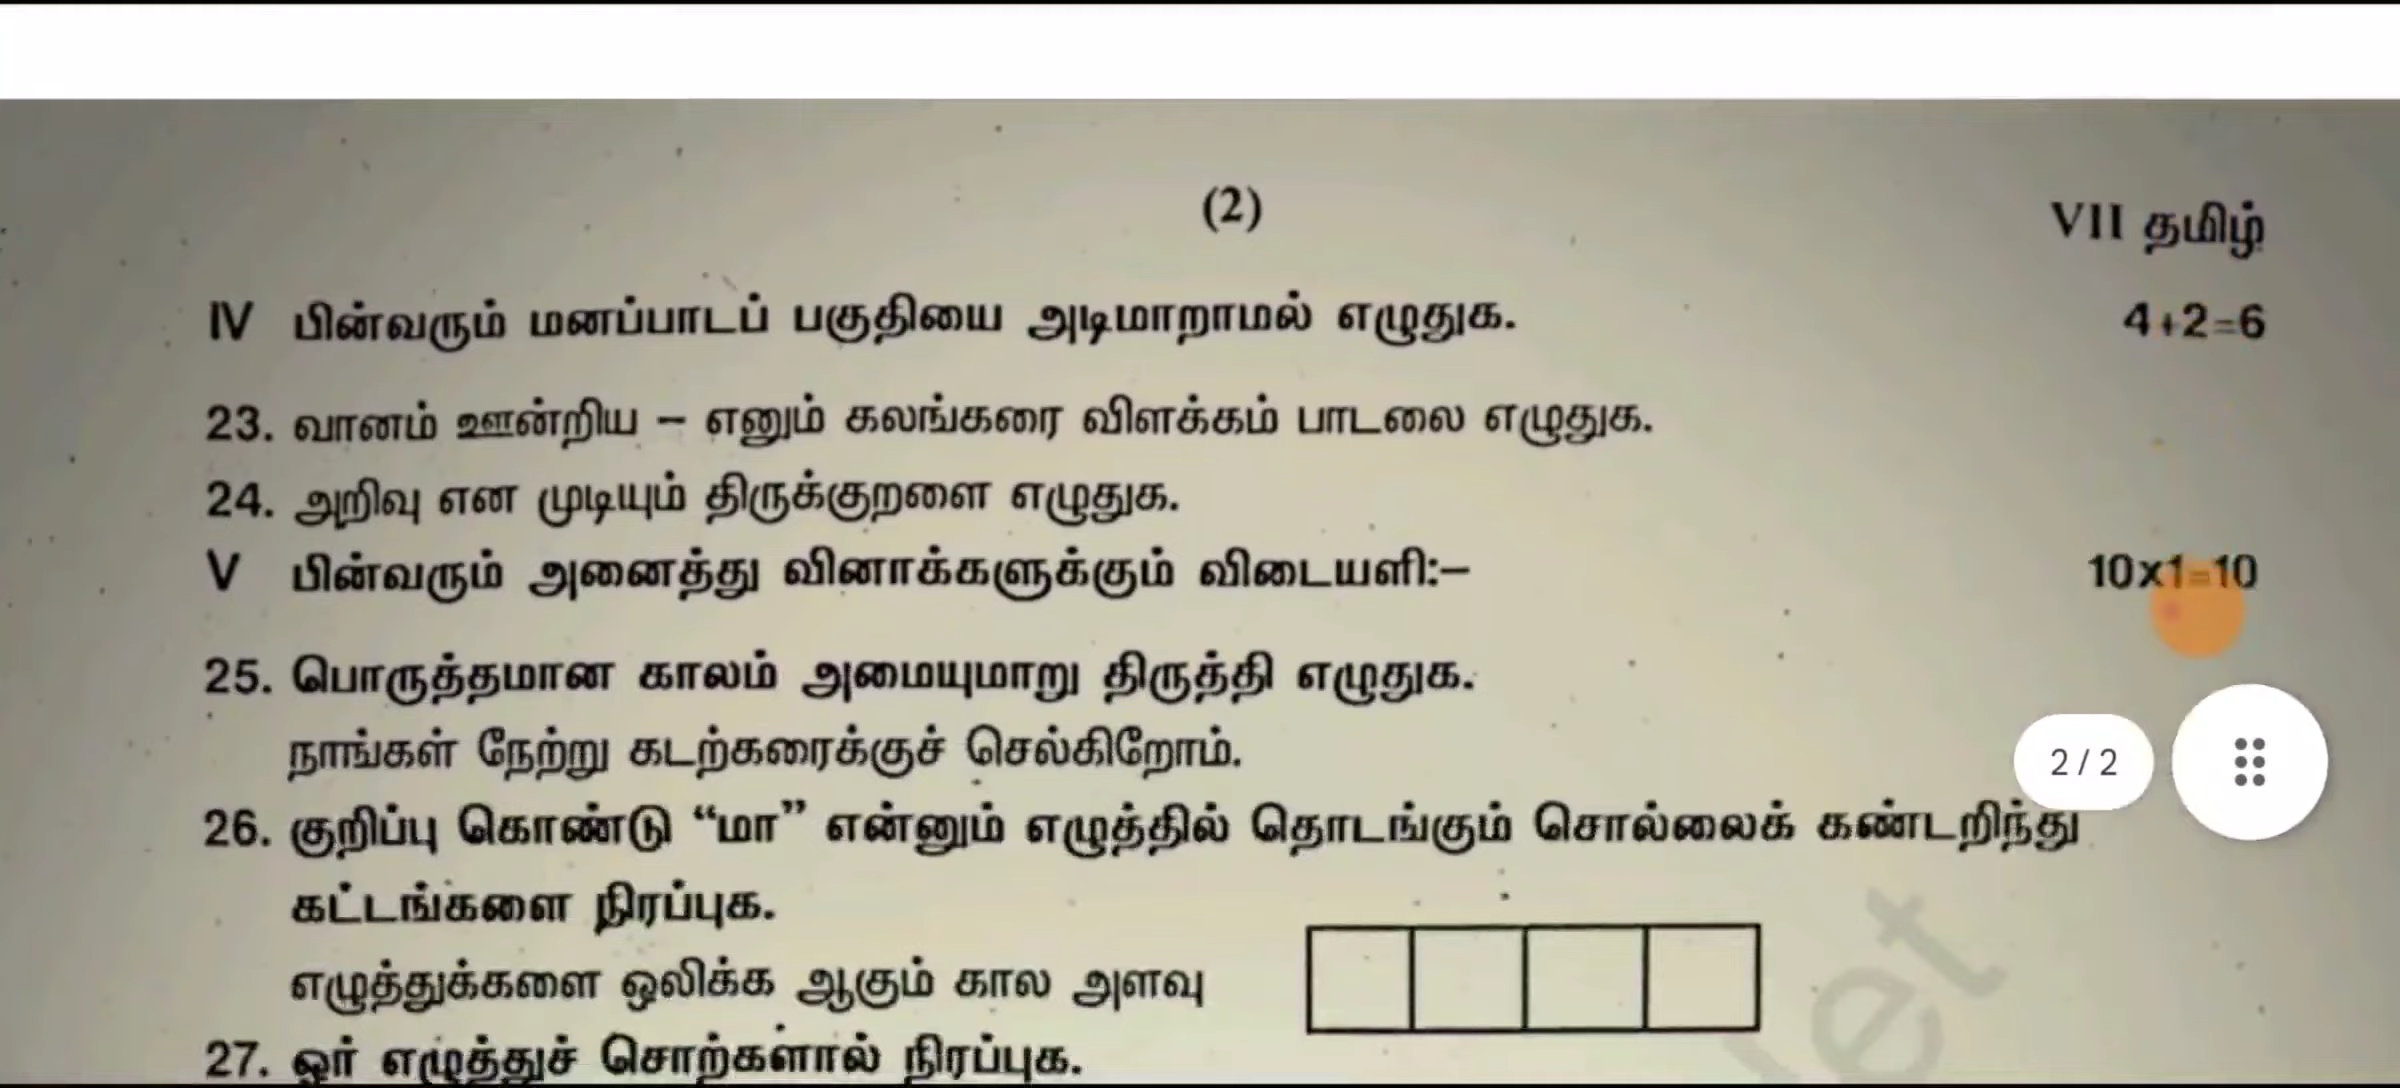 (2)
VII தமிழ்
IV பின்வரும் மனப்பாடப் பகுதியை அடிமாறாமல் எழுதுக. 4+2=6
23. வானம் ஊன்றிய – எனும் கலங்கரை விளக்கம் பாடலை எழுதுக.
24. அறிவு என முடியும் திருக்குறளை எழுதுக.
V பின்வரும் அனைத்து வினாக்களுக்கும் விடையளி:– 10x1=10
25. பொருத்தமான காலம் அமையுமாறு திருத்தி எழுதுக.
நாங்கள் நேற்று கடற்கரைக்குச் செல்கிறோம்.
2 / 2
26. குறிப்பு கொண்டு “மா” என்னும் எழுத்தில் தொடங்கும் சொல்லைக் கண்டறிந்து
கட்டங்களை நிரப்புக.
எழுத்துக்களை ஒலிக்க ஆகும் கால அளவு
27. ஓர் எழுத்துச் சொற்களால் நிரப்புக.